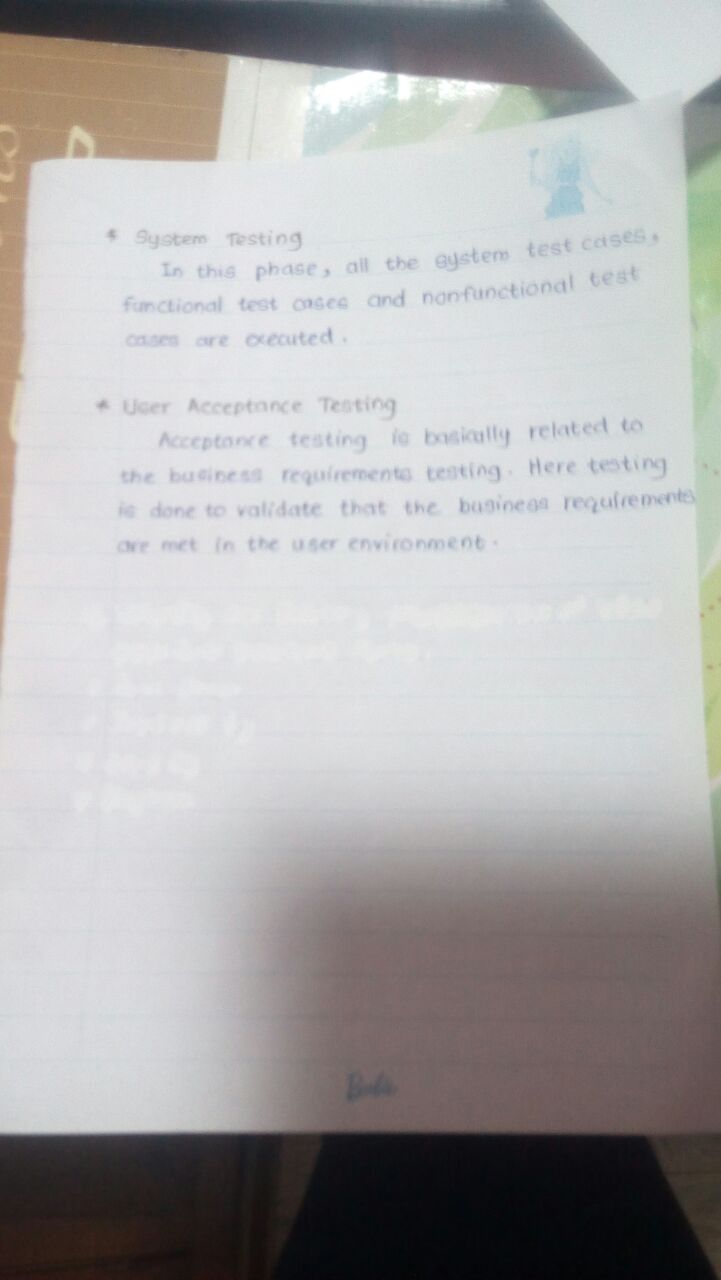 * System Testing
In this phase, all the system test cases,
functional test cases and nonfunctional test
cases are executed.
* User Acceptance Testing
Acceptance testing is basically related to
the business requirements testing. Here testing
is done to validate that the business requirements
are met in the user environment.
Barbie